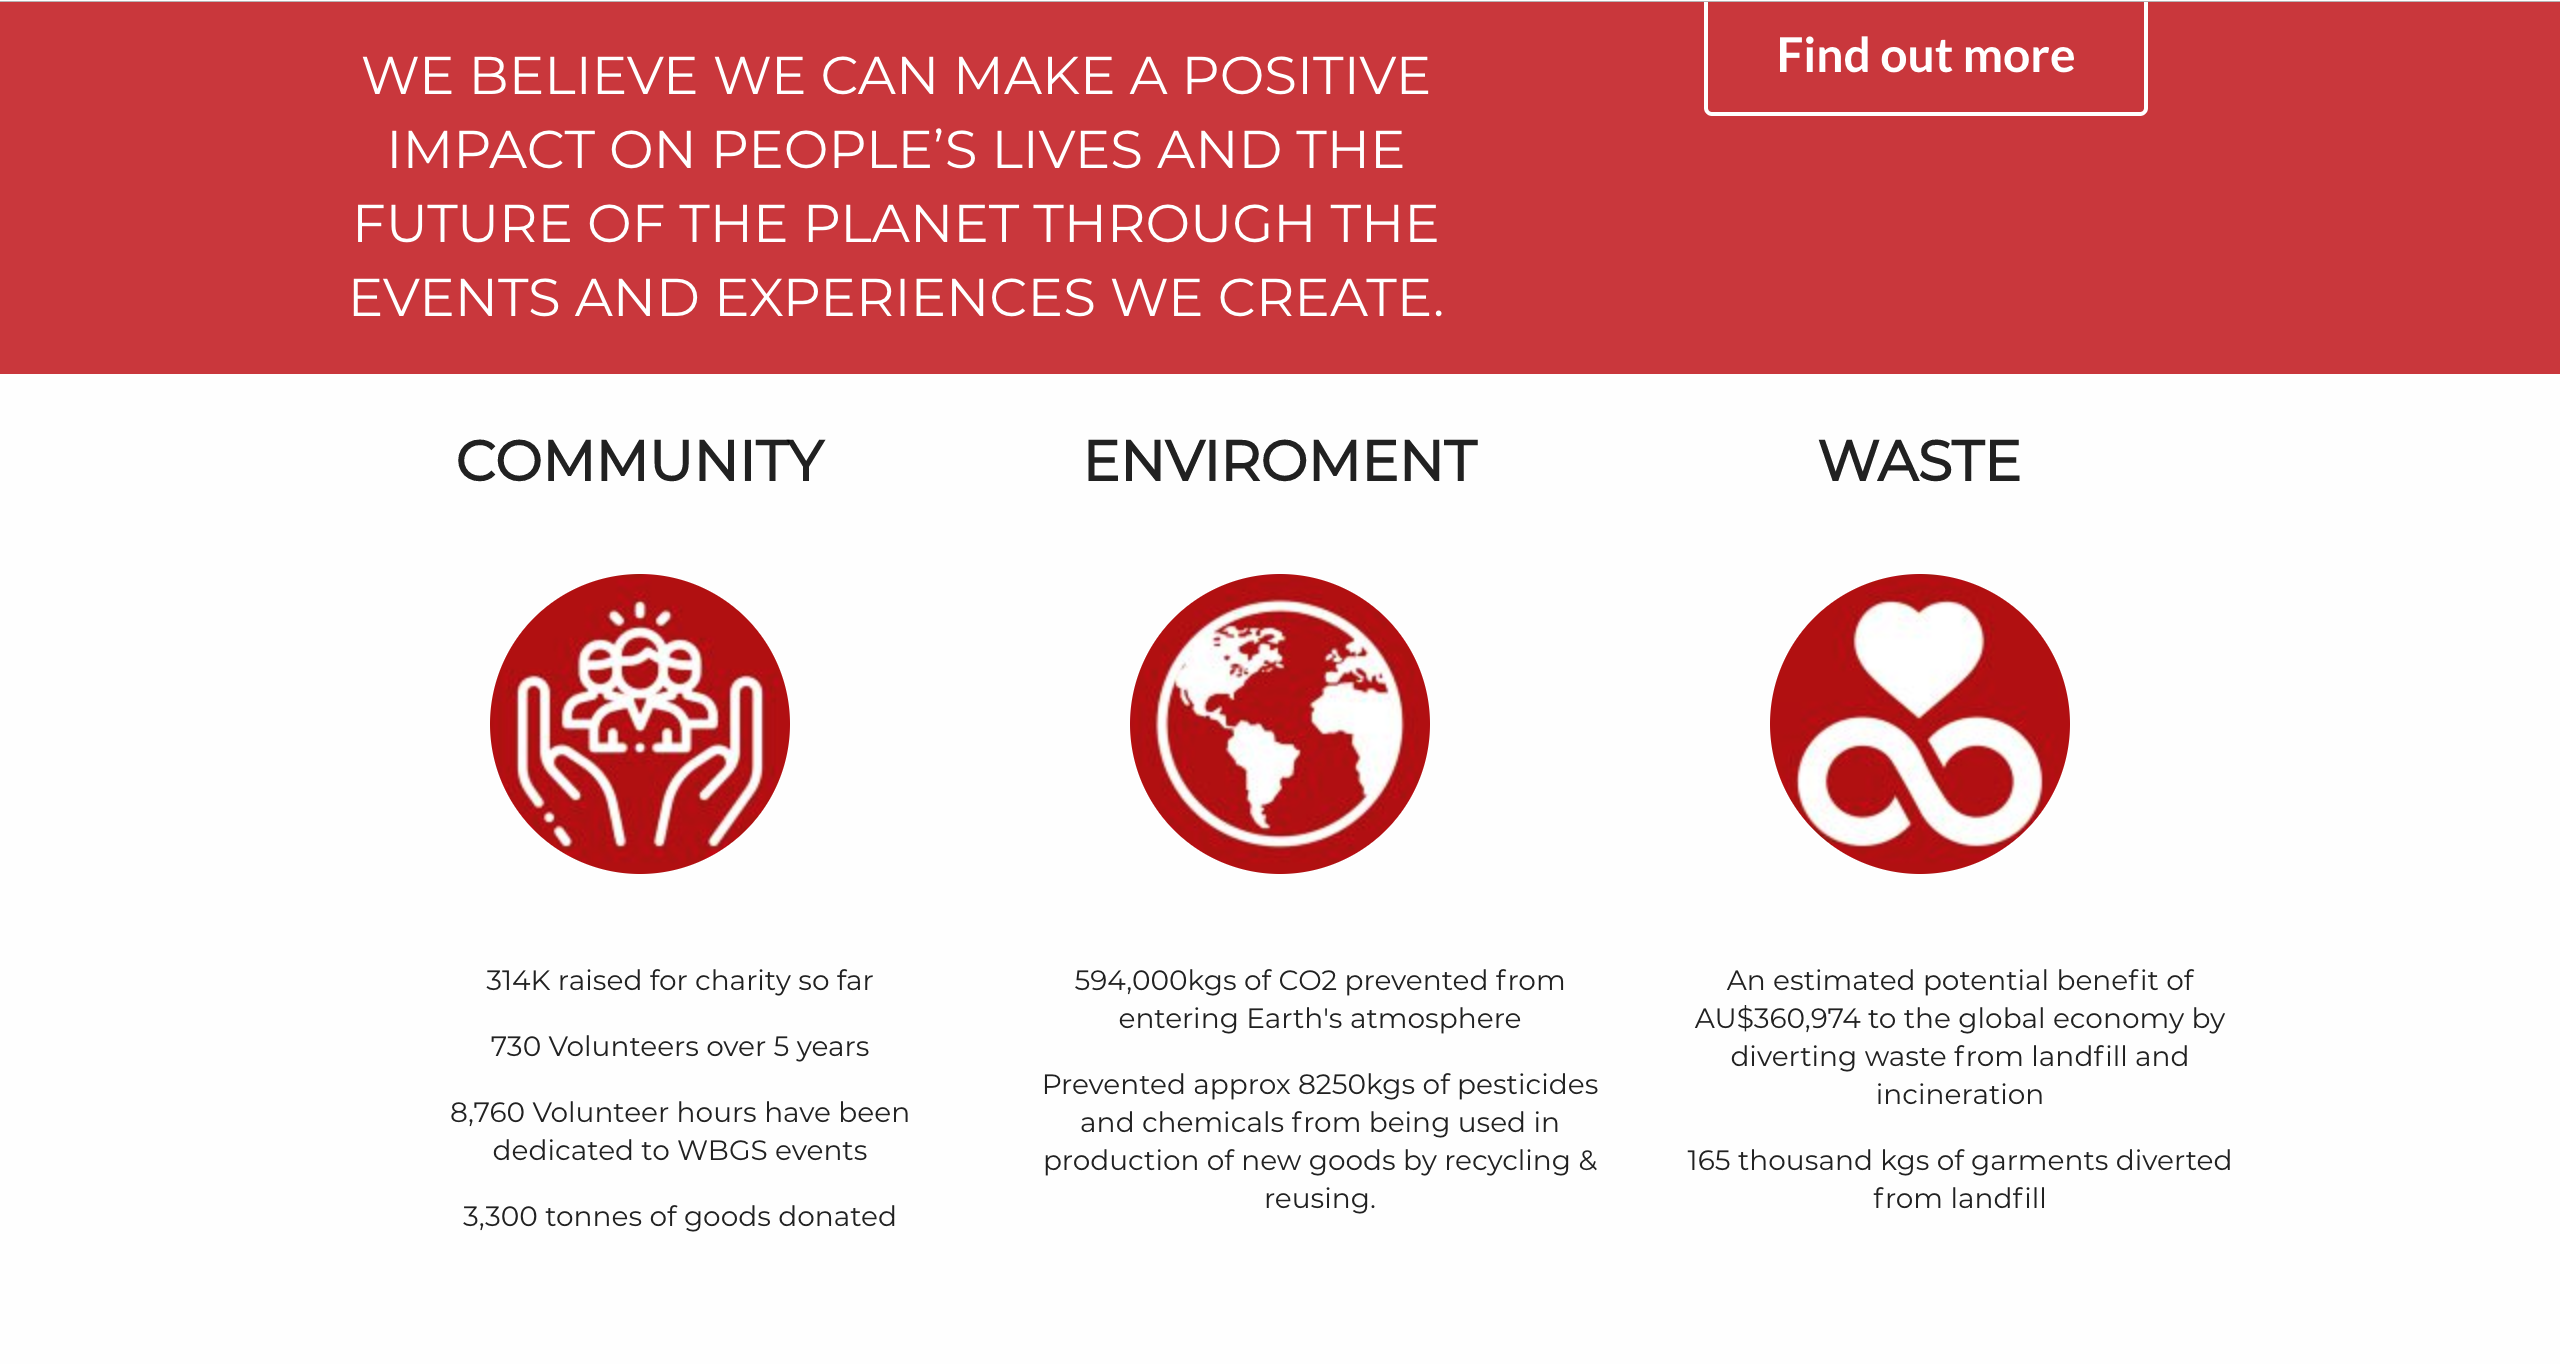 WE BELIEVE WE CAN MAKE A POSITIVE
IMPACT ON PEOPLE’S LIVES AND THE
FUTURE OF THE PLANET THROUGH THE
EVENTS AND EXPERIENCES WE CREATE.
Find out more
COMMUNITY
314K raised for charity so far
730 Volunteers over 5 years
8,760 Volunteer hours have been
dedicated to WBGS events
3,300 tonnes of goods donated
ENVIROMENT
594,000kgs of CO2 prevented from
entering Earth's atmosphere
Prevented approx 8250kgs of pesticides
and chemicals from being used in
production of new goods by recycling &
reusing.
WASTE
An estimated potential benefit of
AU$360,974 to the global economy by
diverting waste from landfill and
incineration
165 thousand kgs of garments diverted
from landfill